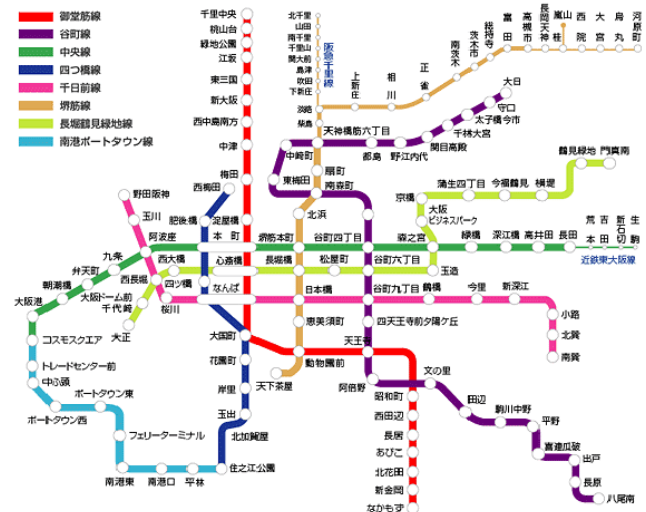 御堂筋線
谷町線
中央線
四つ橋線
千日前線
堺筋線
長堀鶴見緑地線
南港ポートタウン線
千里中央
桃山台
緑地公園
江坂
東三国
新大阪
西中島南方
中津
梅田
西梅田
肥後橋
淀屋橋
本町
心斎橋
四ツ橋
なんば
大国町
花園町
岸里
玉出
北加賀屋
住之江公園
北千里
山田
南千里
千里山
関大前
吹田
下新庄
淡路
柴島
阪急千里線
上新庄
相川
正雀
南茨木
茨木市
総持寺
富田
高槻市
長岡天神
桂
嵐山
西院
大宮
烏丸
河原町
天神橋筋六丁目
中崎町
東梅田
扇町
南森町
都島
野江内代
関目高殿
千林大宮
太子橋今市
守口
大日
北浜
堺筋本町
長堀橋
日本橋
恵美須町
動物園前
天下茶屋
谷町四丁目
谷町六丁目
谷町九丁目
四天王寺前夕陽ケ丘
天王寺
阿倍野
文の里
田辺
駒川中野
平野
喜連瓜破
出戸
長原
八尾南
昭和町
西田辺
長居
あびこ
北花田
新金岡
なかもず
京橋
大阪
ビジネスパーク
蒲生四丁目
今福鶴見
横堤
鶴見緑地
門真南
森之宮
緑橋
深江橋
高井田
長田
荒本
吉田
新石切
生駒
近鉄東大阪線
玉造
松屋町
西大橋
西長堀
大阪ドーム前
千代崎
大正
野田阪神
玉川
阿波座
九条
弁天町
朝潮橋
大阪港
コスモスクエア
トレードセンター前
中ふ頭
ポートタウン西
ポートタウン東
フェリーターミナル
南港東
南港口
平林
桜川
鶴橋
今里
新深江
小路
北巽
南巽